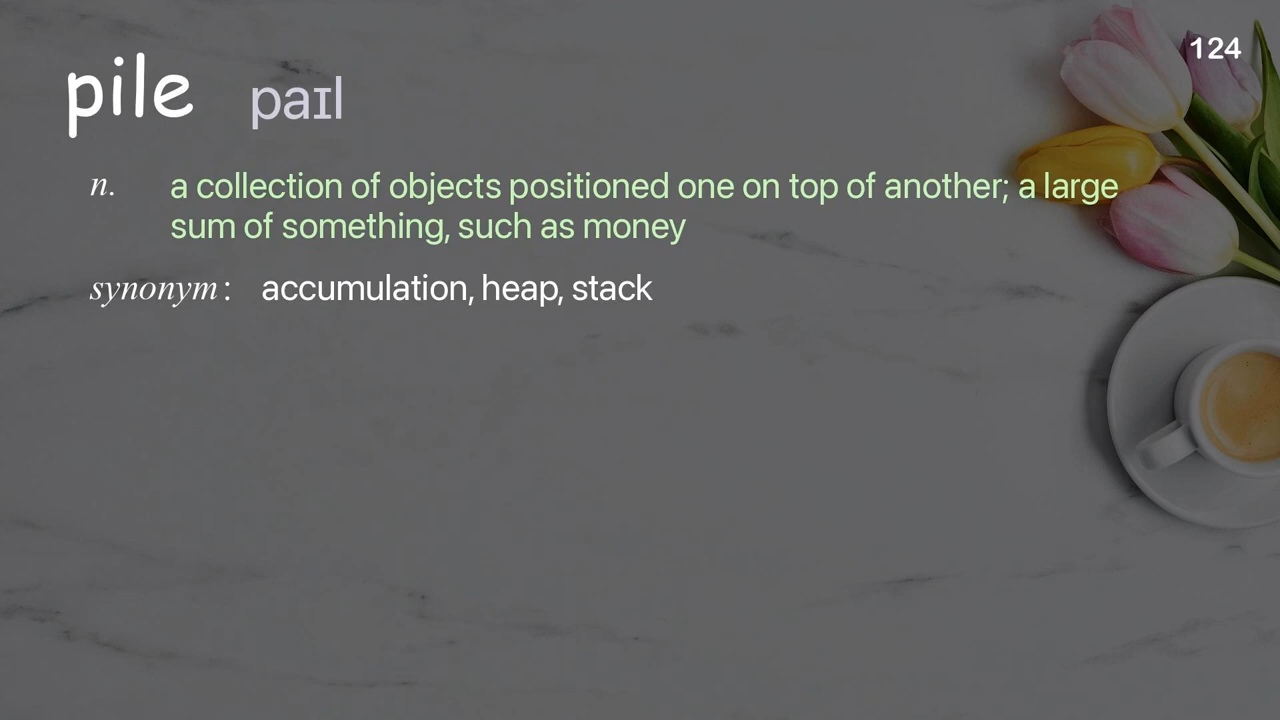 124
pile paɪl
n. a collection of objects positioned one on top of another; a large
sum of something, such as money
synonym: accumulation, heap, stack